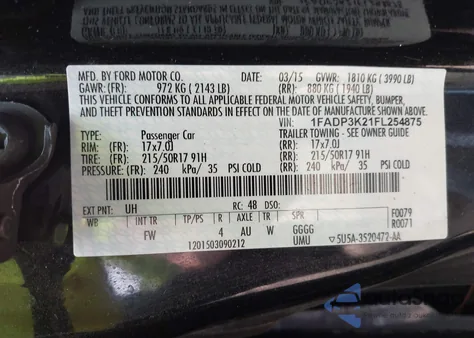 MFD. BY FORD MOTOR CO. 03/15 GVWR: 1810 KG ( 3990 LB)
GAWR: (FR) : 972 KG ( 2143 LB) (RR) : 880 KG ( 1940 LB)
THIS VEHICLE CONFORMS TO ALL APPLICABLE FEDERAL MOTOR VEHICLE SAFETY, BUMPER,
AND THEFT PREVENTION STANDARDS IN EFFECT ON THE DATE OF MANUFACTURE SHOWN ABOVE.
VIN: 1FADP3K21FL254875
TYPE: Passenger Car TRAILER TOWING - SEE OWNER GUIDE
RIM: (FR) 17x7.0J (RR) 17x7.0J
TIRE: (FR) 215/50R17 91H (RR) 215/50R17 91H
PRESSURE: (FR) 240 kPa/ 35 PSI COLD (RR) 240 kPa/ 35 PSI COLD
EXT PNT: UH RC: 48 DSO: F0079
WB INT TR TP/PS R AXLE TR SPR R0071
FW 4 AU W GGGG
1201503090212 UMU 5U5A-3520472-AA